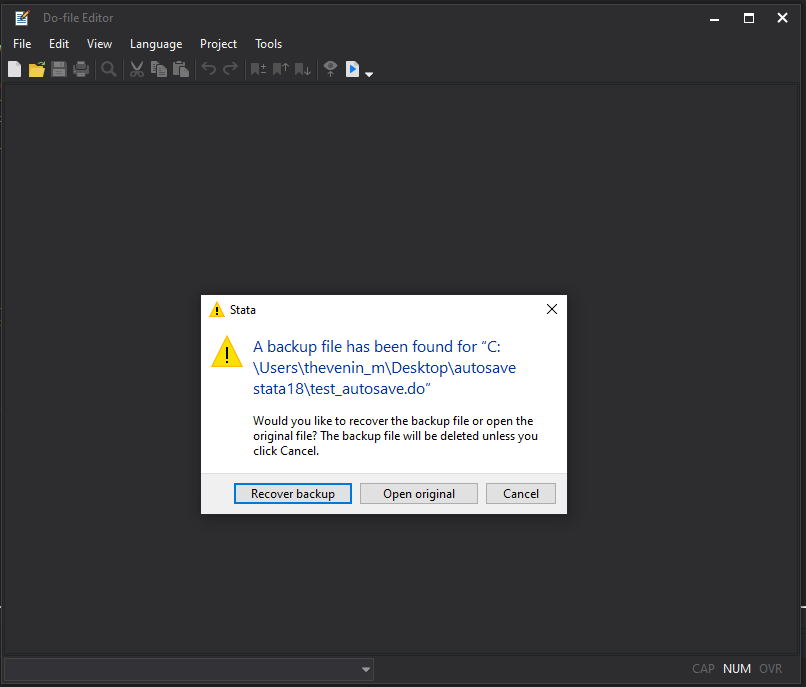 Do-file Editor
File Edit View Language Project Tools
Stata
A backup file has been found for “C:
\Users\thevenin_m\Desktop\autosave
stata18\test_autosave.do”
Would you like to recover the backup file or open the
original file? The backup file will be deleted unless you
click Cancel.
Recover backup Open original Cancel
CAP NUM OVR